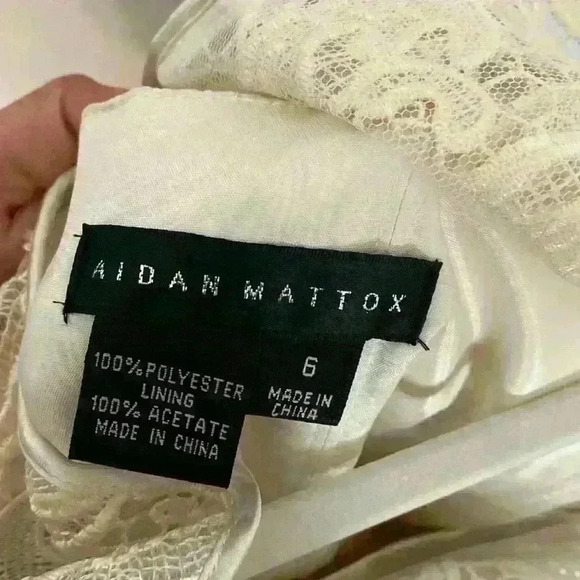 AIDAN MATTOX
100% POLYESTER
LINING
100% ACETATE
MADE IN CHINA
6
MADE IN
CHINA